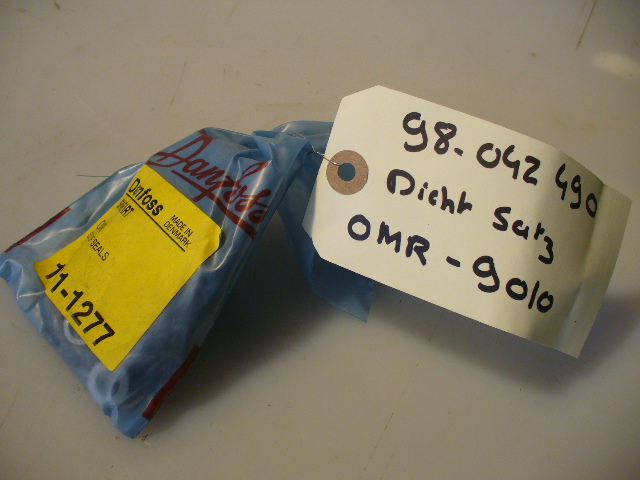 Danfoss
Danfoss
MADE IN
DENMARK
SEALS
11-1277
98.042 490
Dicht Satz
OMR - 9010